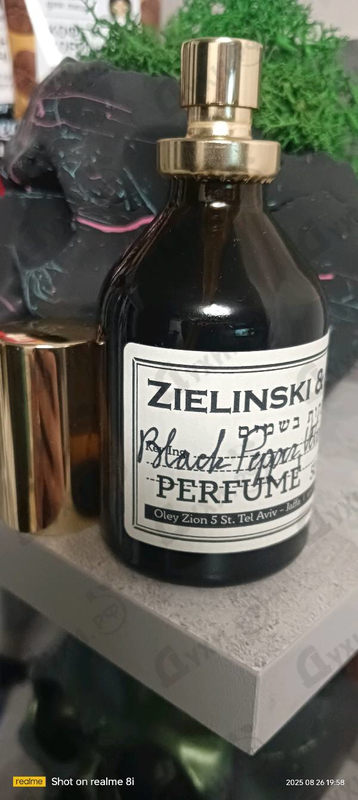 ZIELINSKI &
בשמים
Black Pepper
PERFUME
Oley Zion 5 St. Tel Aviv - Jaffa
realme Shot on realme 8i
2025 08 26 19:58